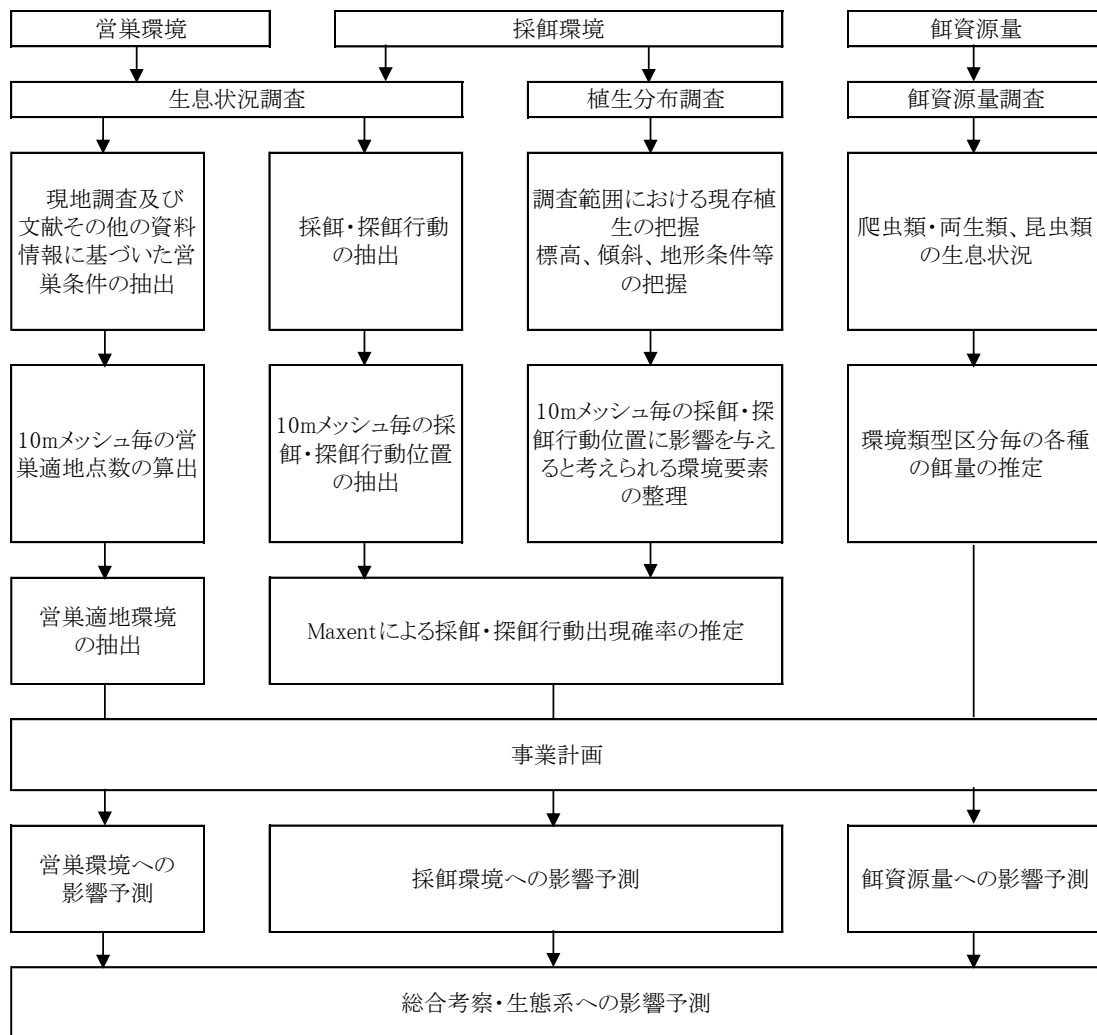 営巣環境
採餌環境
餌資源量
生息状況調査
植生分布調査
餌資源量調査
現地調査及び
文献その他の資料
情報に基づいた営
巣条件の抽出
採餌・探餌行動
の抽出
調査範囲における現存植
生の把握
標高、傾斜、地形条件等
の把握
爬虫類・両生類、昆虫類
の生息状況
10mメッシュ毎の営
巣適地点数の算出
10mメッシュ毎の採
餌・探餌行動位置
の抽出
10mメッシュ毎の採餌・探
餌行動位置に影響を与え
ると考えられる環境要素
の整理
環境類型区分毎の各種
の餌量の推定
営巣適地環境
の抽出
Maxentによる採餌・探餌行動出現確率の推定
事業計画
営巣環境への
影響予測
採餌環境への影響予測
餌資源量への影響予測
総合考察・生態系への影響予測